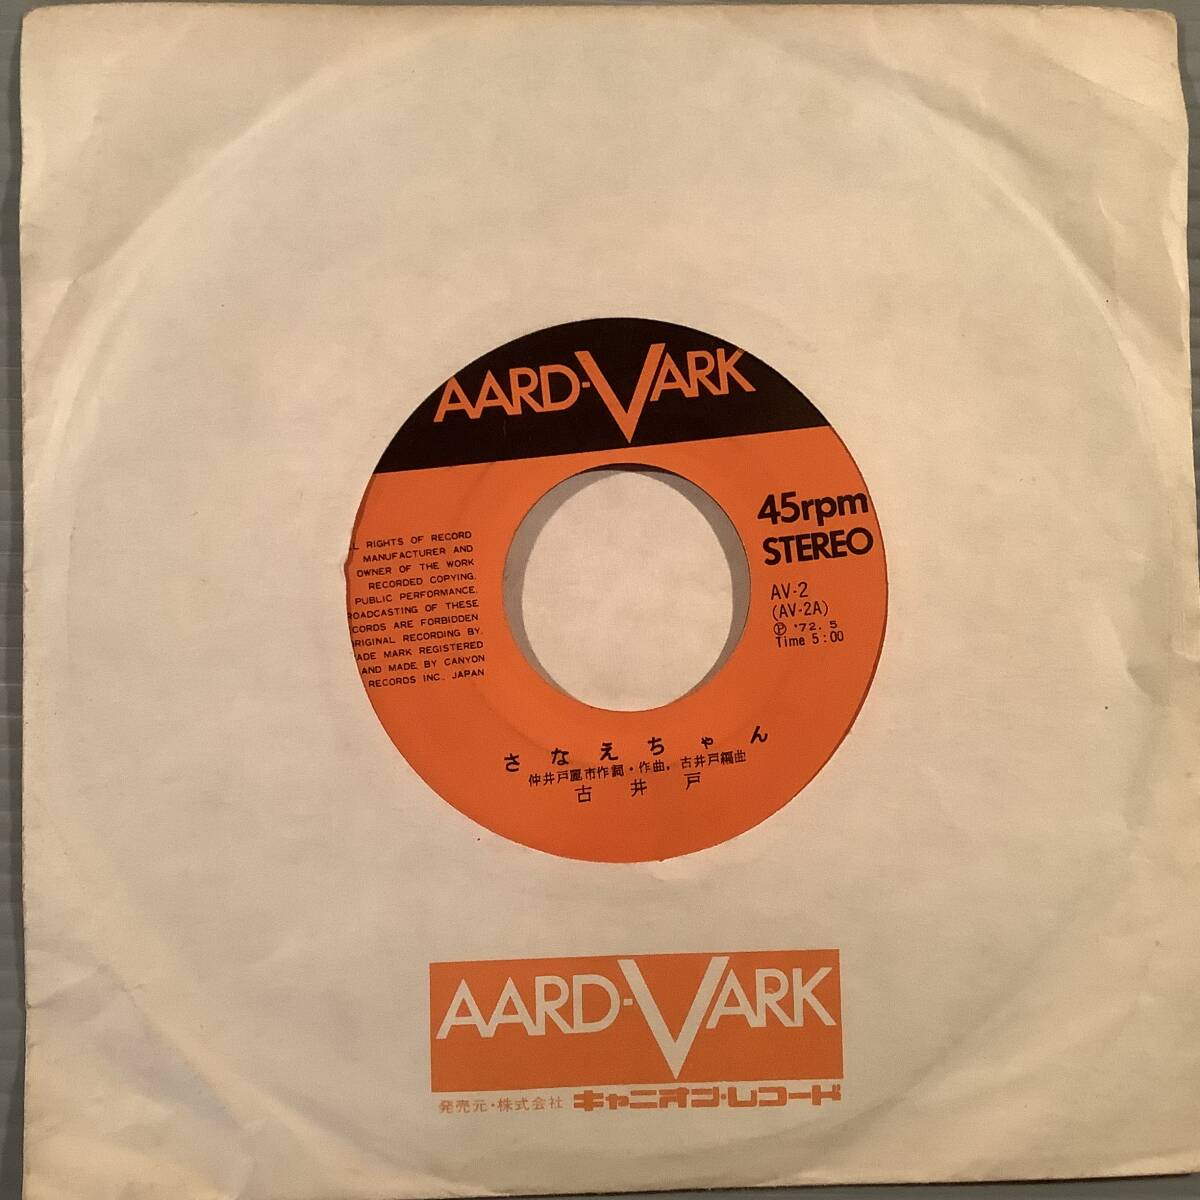 AARD-VARK
45rpm
STEREO
AV-2
(AV-2A)
Ⓟ '72. 5
Time 5:00
RIGHTS OF RECORD
MANUFACTURER AND
OWNER OF THE WORK
RECORDED COPYING,
PUBLIC PERFORMANCE,
ROADCASTING OF THESE
CORDS ARE FORBIDDEN
RIGINAL RECORDING BY,
ADE MARK REGISTERED
AND MADE BY CANYON
RECORDS INC., JAPAN
さなえちゃん
仲井戸麗市作詞・作曲, 古井戸編曲
古井戸
AARD-VARK
発売元・株式会社 キャニオン・レコード